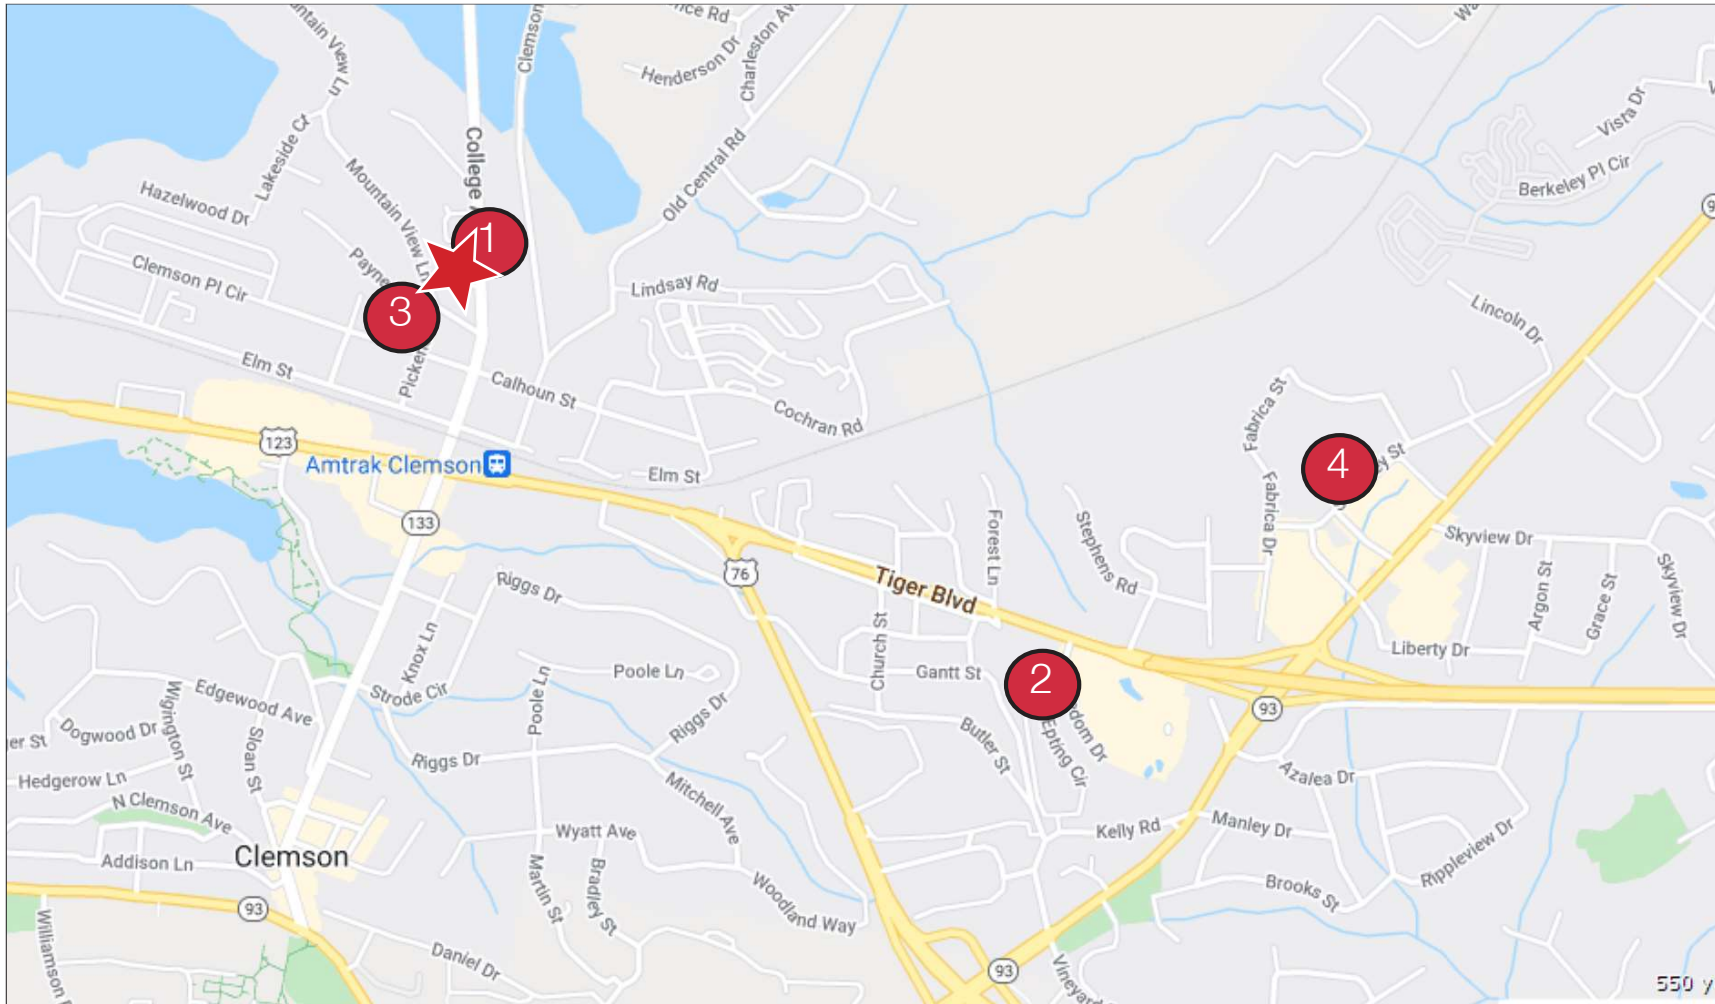 Clemson
Henderson Dr
Charleston Av
Vista Dr
Lakeside Ct
College
Mountain View Ln
Old Central Rd
Berkeley Pl Cir
Hazelwood Dr
Payne
1
Clemson Pl Cir
3
Lindsay Rd
Lincoln Dr
Elm St
Calhoun St
Cochran Rd
Fabrica St
123
Amtrak Clemson
Elm St
4
133
Forest Ln
Stephens Rd
Fabrica Dr
Skyview Dr
76
Tiger Blvd
Riggs Dr
Knox Ln
Church St
Argon St
Grace St
Skyview Dr
Liberty Dr
Poole Ln
Gantt St
2
Edgewood Ave
Strode Cir
Poole Ln
Riggs Dr
93
Dogwood Dr
Wigington St
Sloan St
Butler St
Epting Cir
Riggs Dr
Azalea Dr
Hedgerow Ln
Mitchell Ave
N Clemson Ave
Wyatt Ave
Kelly Rd
Manley Dr
Clemson
Addison Ln
Martin St
Bradley St
Woodland Way
Rippleview Dr
Brooks St
93
Williamson
Daniel Dr
93
550 y